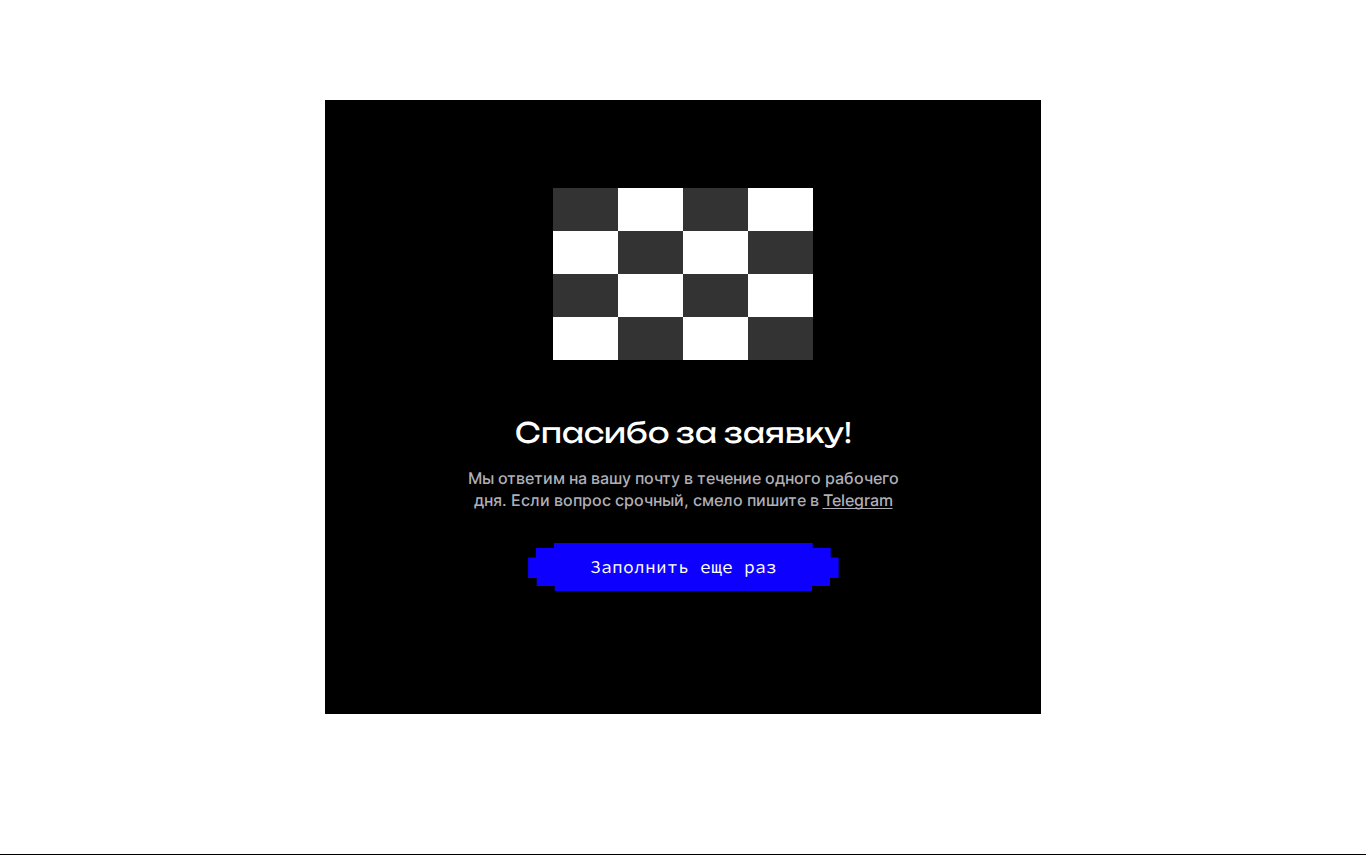 Спасибо за заявку!
Мы ответим на вашу почту в течение одного рабочего
дня. Если вопрос срочный, смело пишите в Telegram
Заполнить еще раз